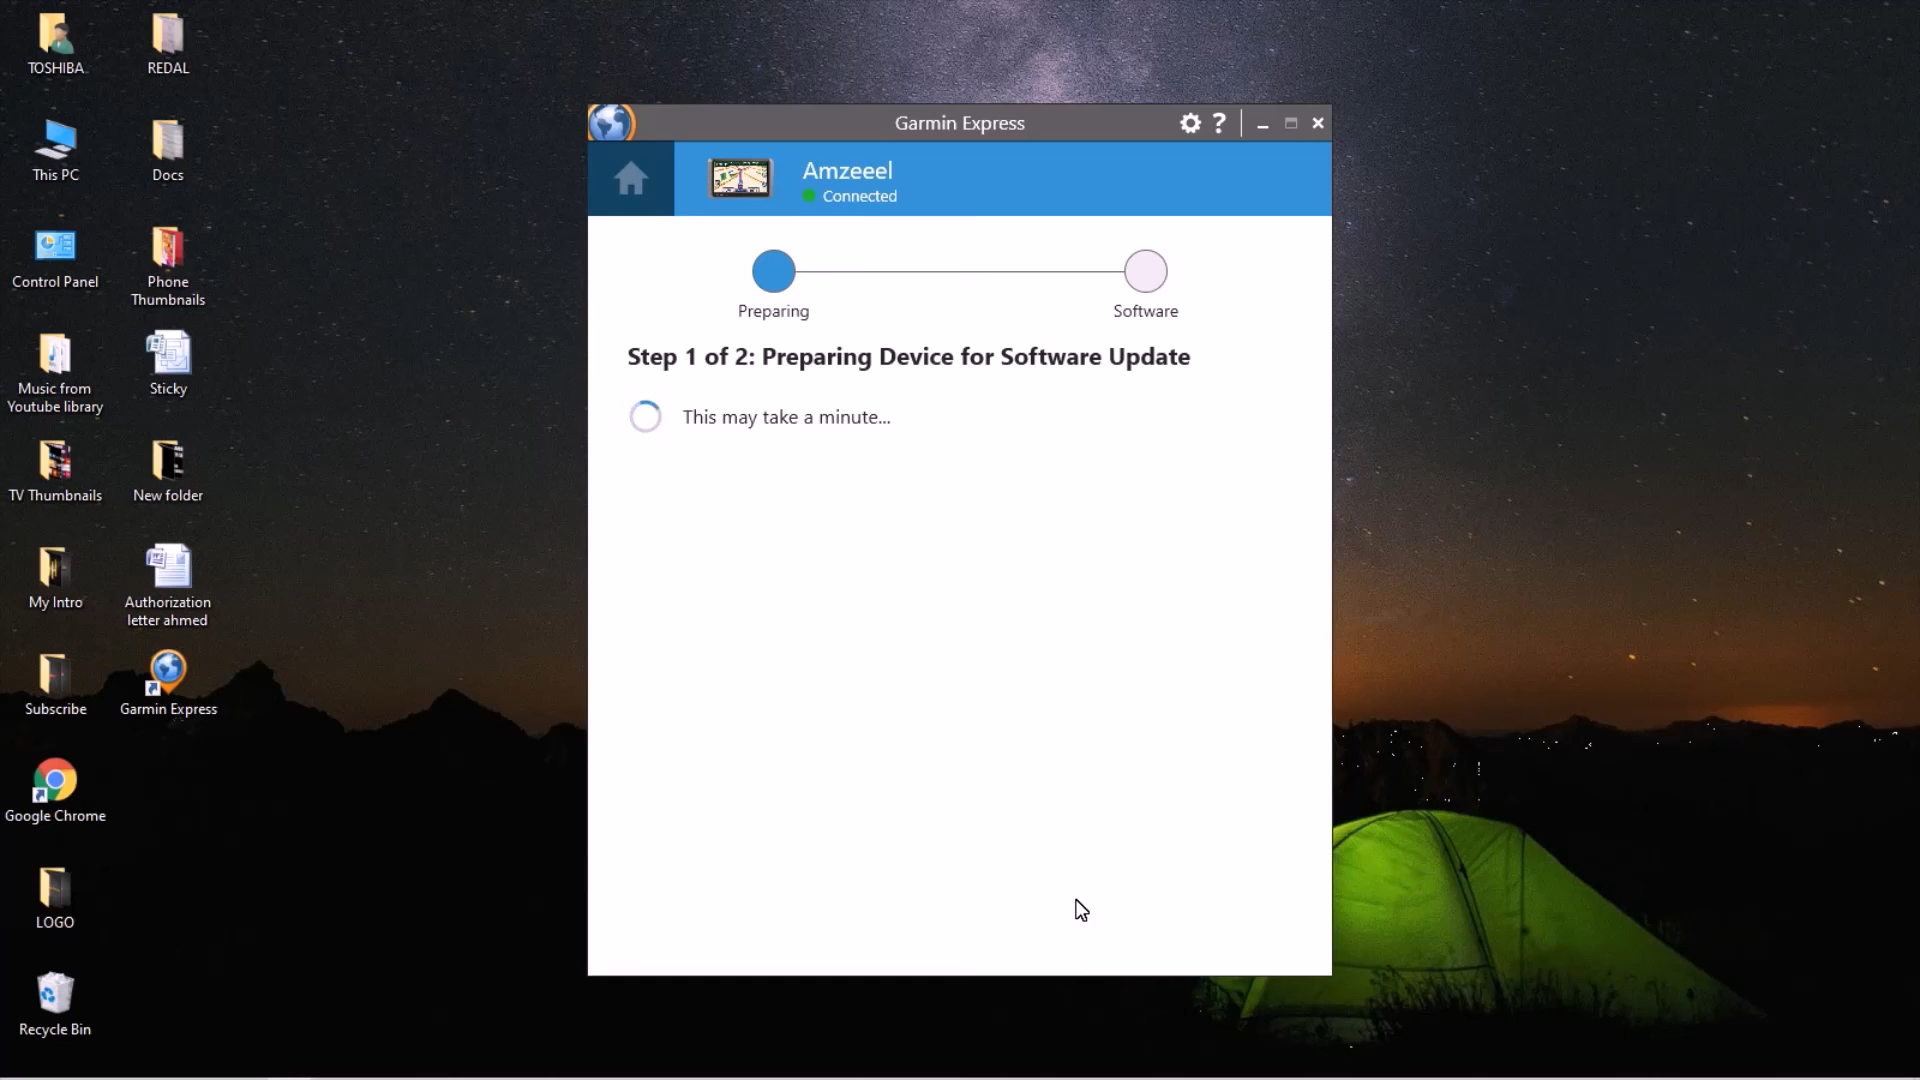 TOSHIBA
REDAL
This PC
Docs
Control Panel
Phone
Thumbnails
Music from
Youtube library
Sticky
TV Thumbnails
New folder
My Intro
Authorization
letter ahmed
Subscribe
Garmin Express
Google Chrome
LOGO
Recycle Bin
Garmin Express
?
Amzeeel
Connected
Preparing
Software
Step 1 of 2: Preparing Device for Software Update
This may take a minute...